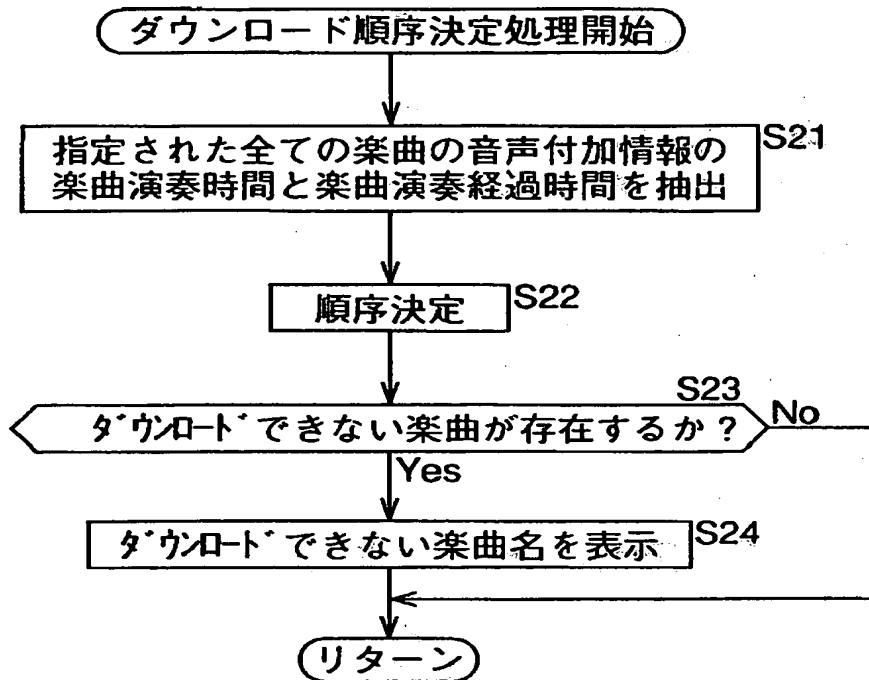 ダウンロード順序決定処理開始
S21
指定された全ての楽曲の音声付加情報の
楽曲演奏時間と楽曲演奏経過時間を抽出
順序決定
S22
S23
ﾀﾞｳﾝﾛｰﾄﾞできない楽曲が存在するか？
No
Yes
ﾀﾞｳﾝﾛｰﾄﾞできない楽曲名を表示
S24
リターン